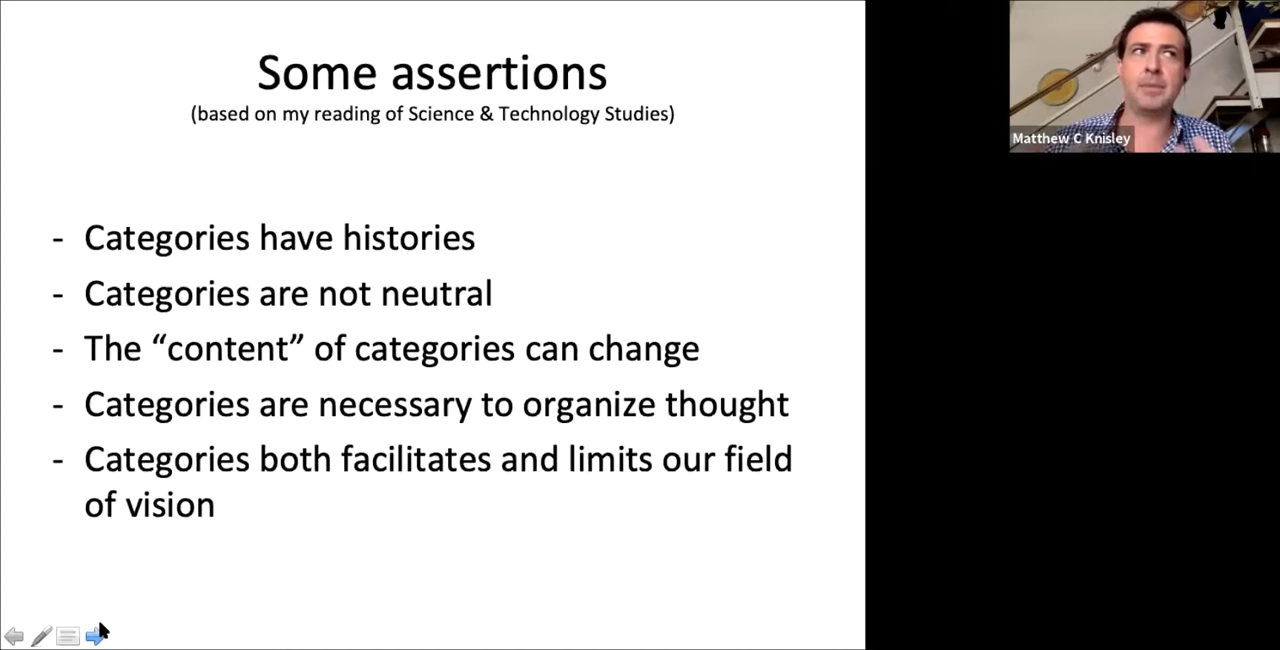 Some assertions
(based on my reading of Science & Technology Studies)
Matthew C Knisley
- Categories have histories
- Categories are not neutral
- The “content” of categories can change
- Categories are necessary to organize thought
- Categories both facilitates and limits our field
of vision